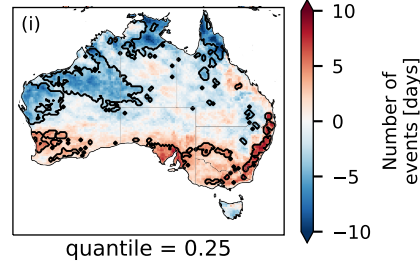 (i)
10
5
0
−5
−10
Number of
events [days]
quantile = 0.25